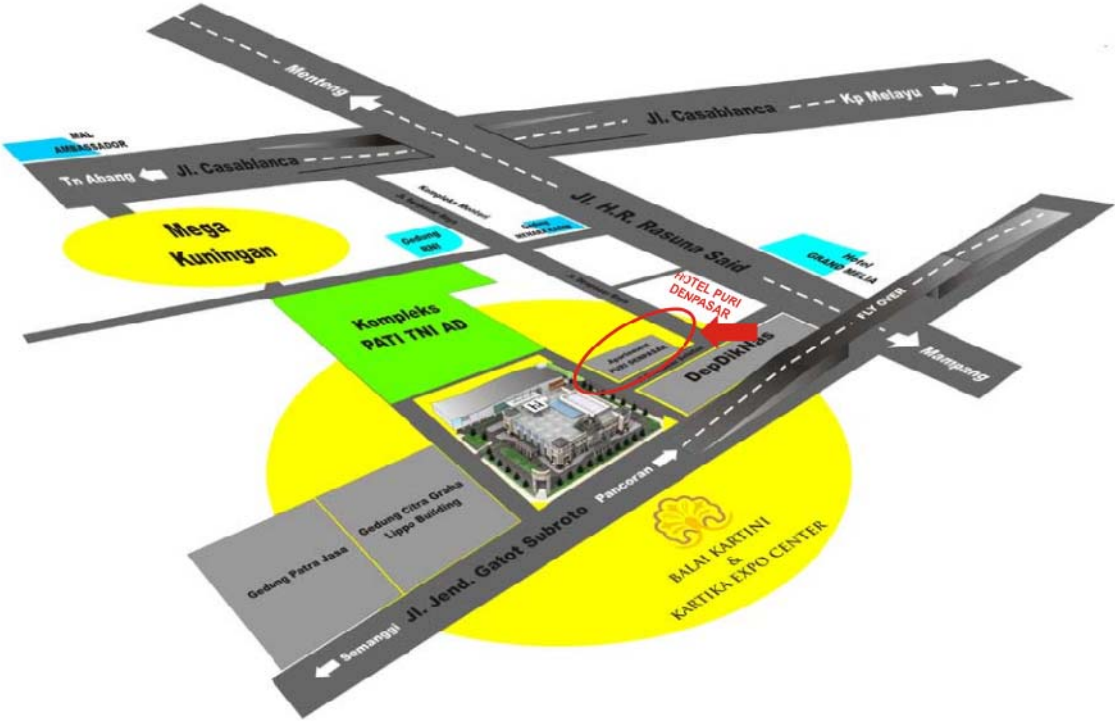 Menteng
Jl. Casablanca
Kp Melayu
MAL
AMBASSADOR
Tn Abang
Jl. Casablanca
Mega
Kuningan
Gedung
Jl. H.R. Rasuna Said
Hotel
GRAND MELIA
HOTEL PURI
DENPASAR
FLY OVER
Kompleks
PATI TNI AD
PURI DENPASAR
DepDikNas
Mampang
Pancoran
Gedung Citra Graha
Lippo Building
Gedung Patra Jasa
Jl. Jend. Gatot Subroto
Semanggi
BALAI KARTINI
&
KARTIKA EXPO CENTER